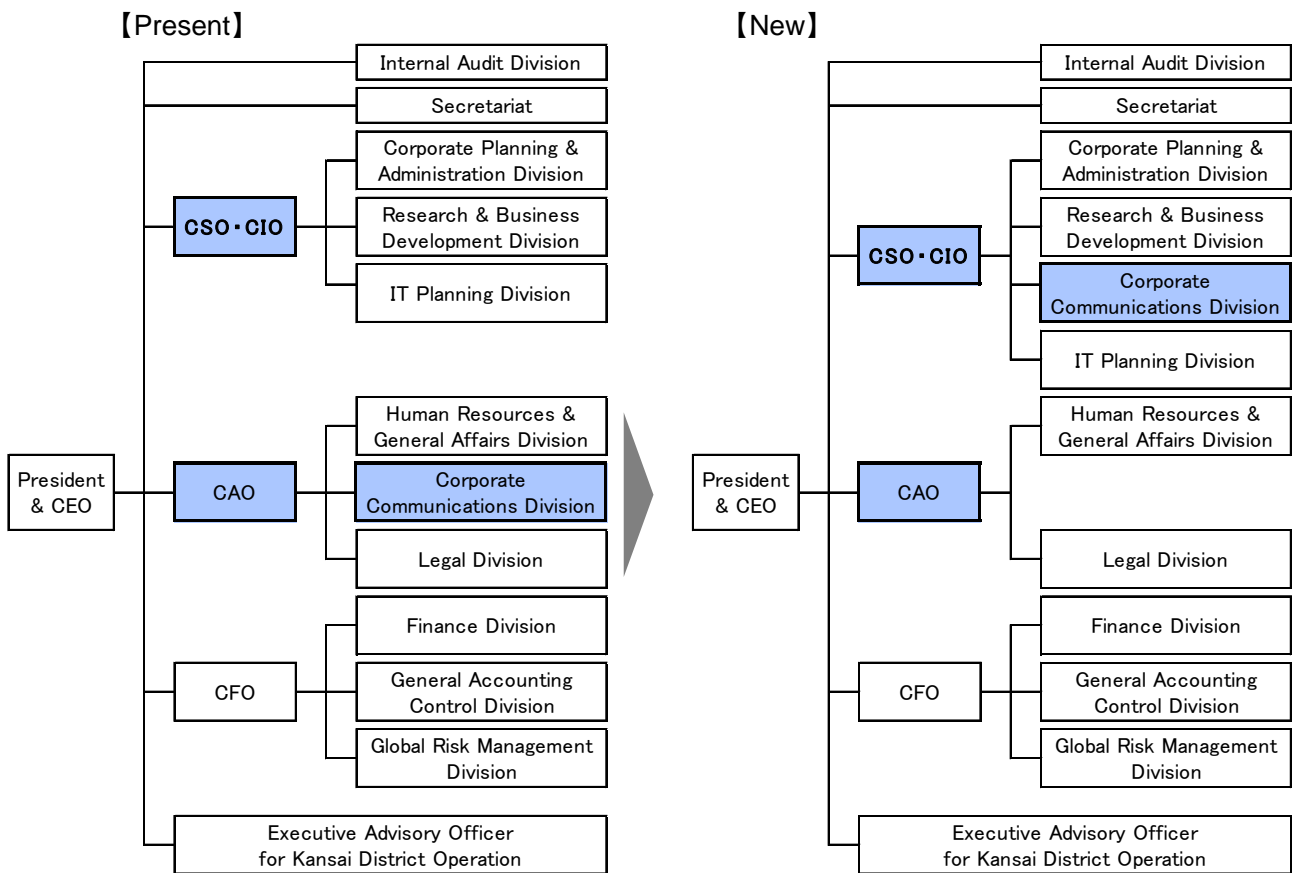 【Present】
Internal Audit Division
Secretariat
Corporate Planning &
Administration Division
CSO・CIO
Research & Business
Development Division
IT Planning Division
Human Resources &
General Affairs Division
President
& CEO
CAO
Corporate
Communications Division
Legal Division
Finance Division
CFO
General Accounting
Control Division
Global Risk Management
Division
Executive Advisory Officer
for Kansai District Operation
【New】
Internal Audit Division
Secretariat
Corporate Planning &
Administration Division
Research & Business
Development Division
CSO・CIO
Corporate
Communications Division
IT Planning Division
Human Resources &
General Affairs Division
President
& CEO
CAO
Legal Division
Finance Division
CFO
General Accounting
Control Division
Global Risk Management
Division
Executive Advisory Officer
for Kansai District Operation